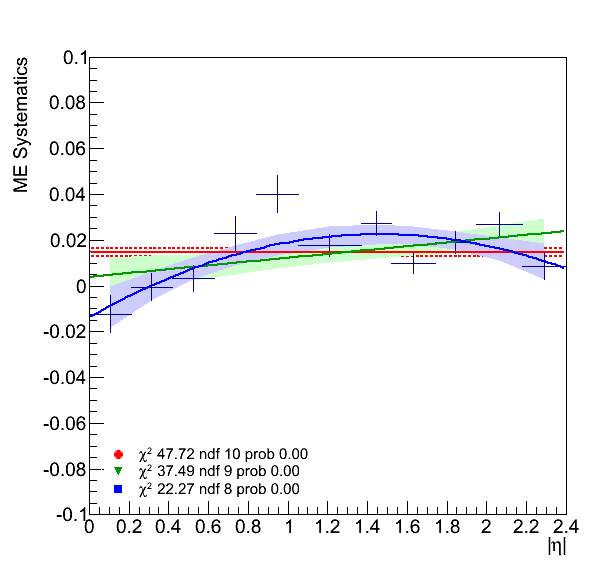 ME Systematics
0.1
0.08
0.06
0.04
0.02
0
-0.02
-0.04
-0.06
-0.08
-0.1
χ² 47.72 ndf 10 prob 0.00
χ² 37.49 ndf 9 prob 0.00
χ² 22.27 ndf 8 prob 0.00
0 0.2 0.4 0.6 0.8 1 1.2 1.4 1.6 1.8 2 2.2 2.4
|η|